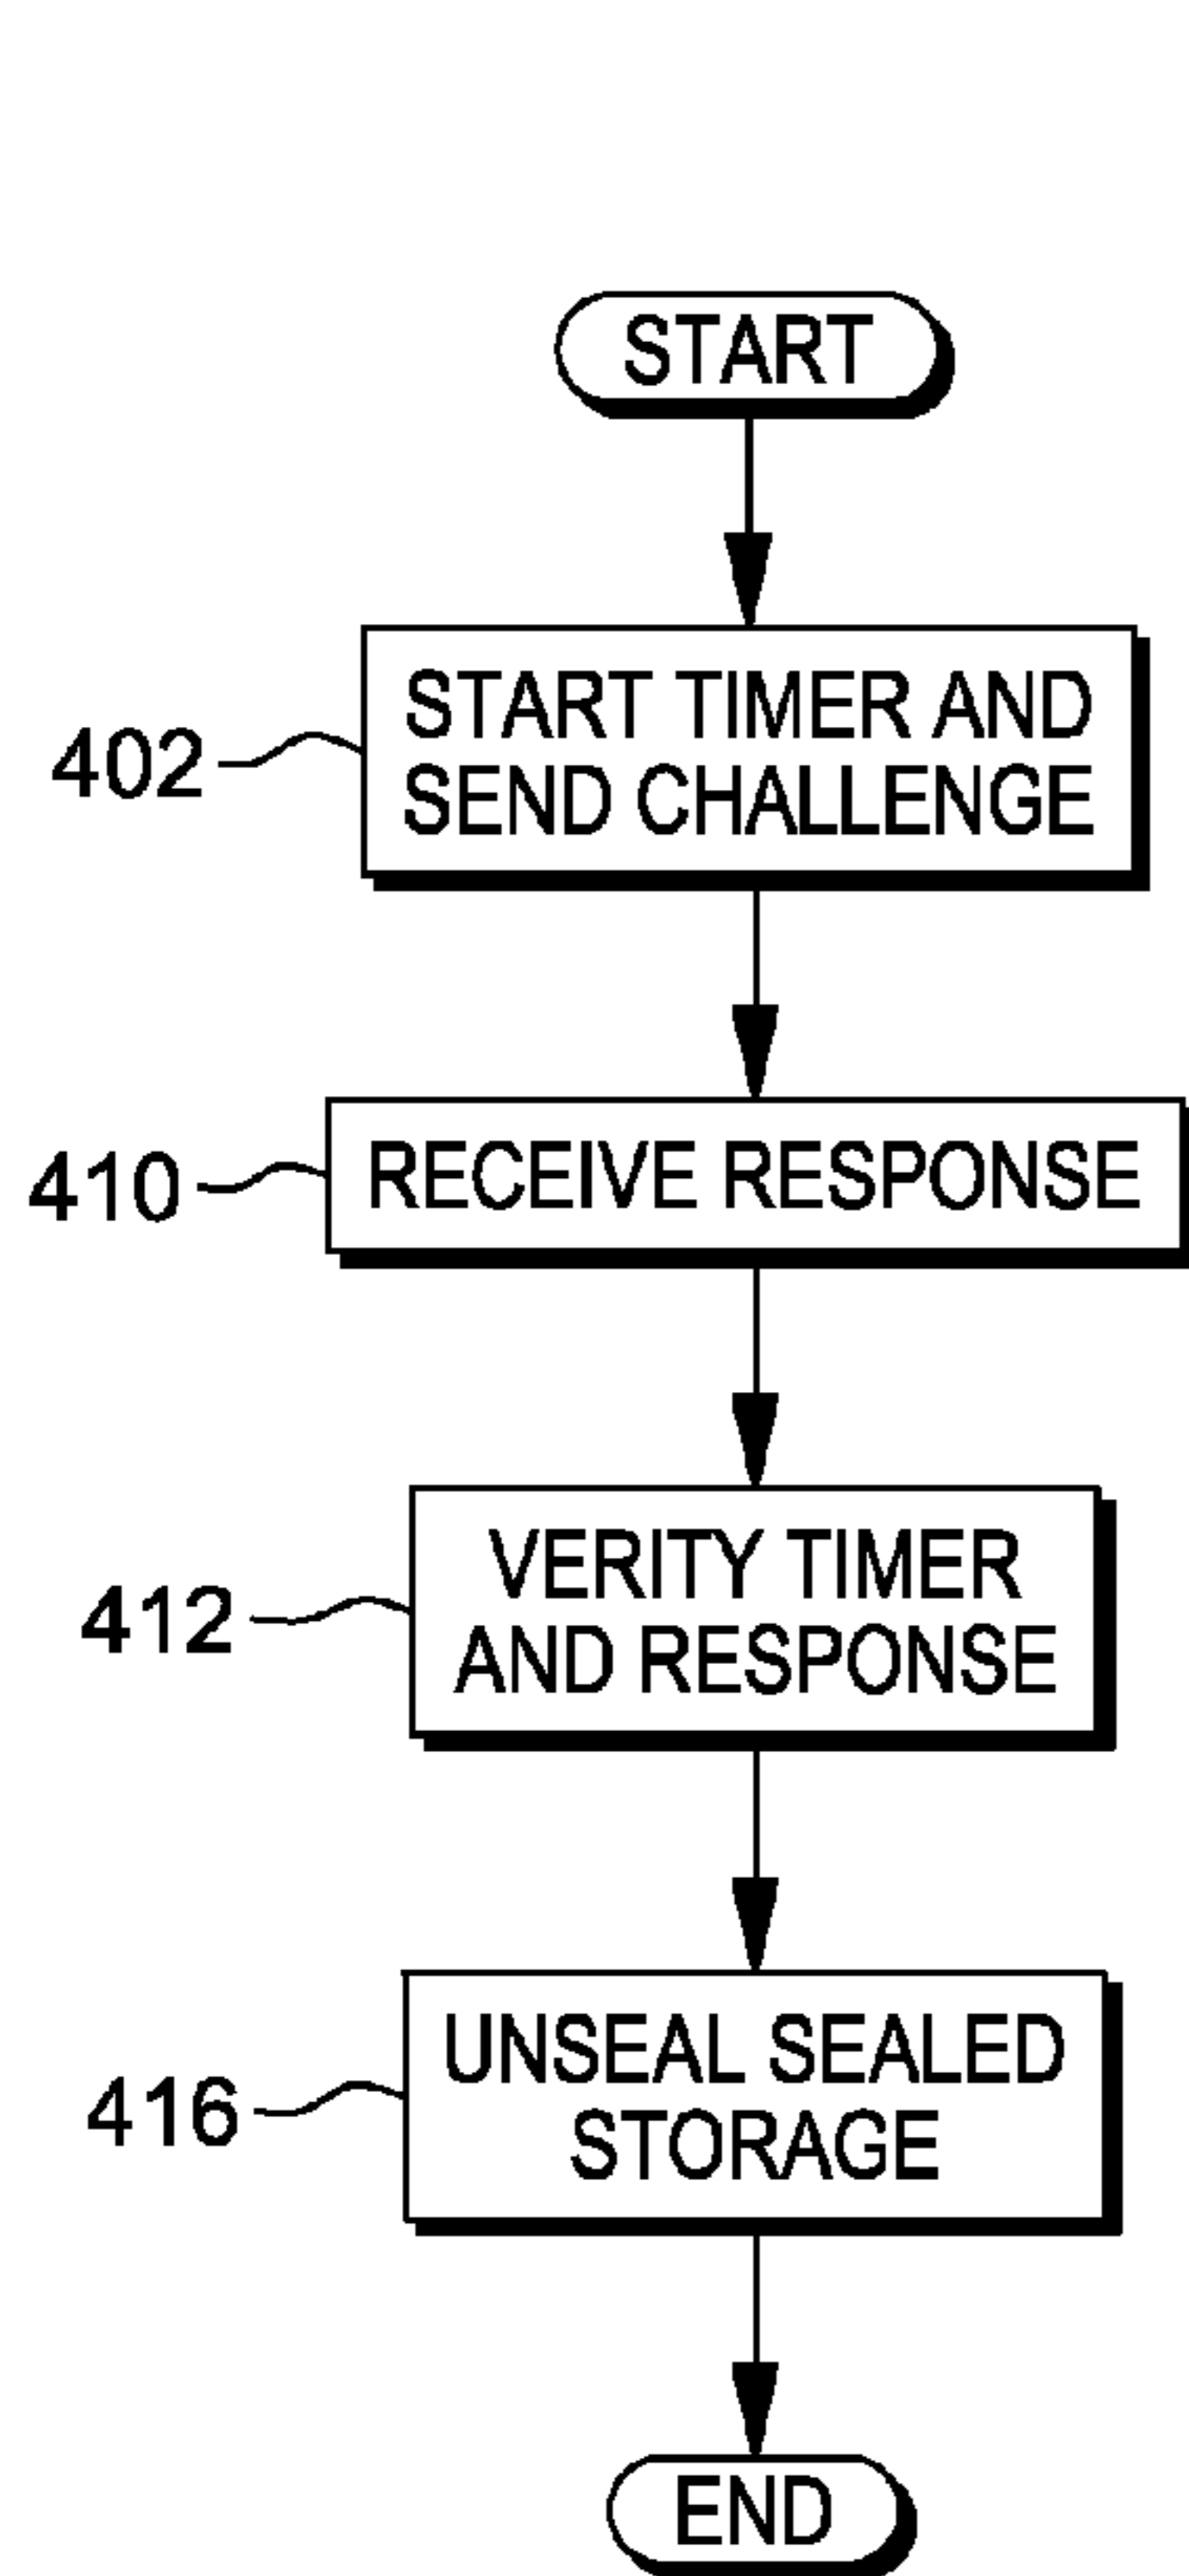 START
402
START TIMER AND
SEND CHALLENGE
410
RECEIVE RESPONSE
412
VERITY TIMER
AND RESPONSE
416
UNSEAL SEALED
STORAGE
END